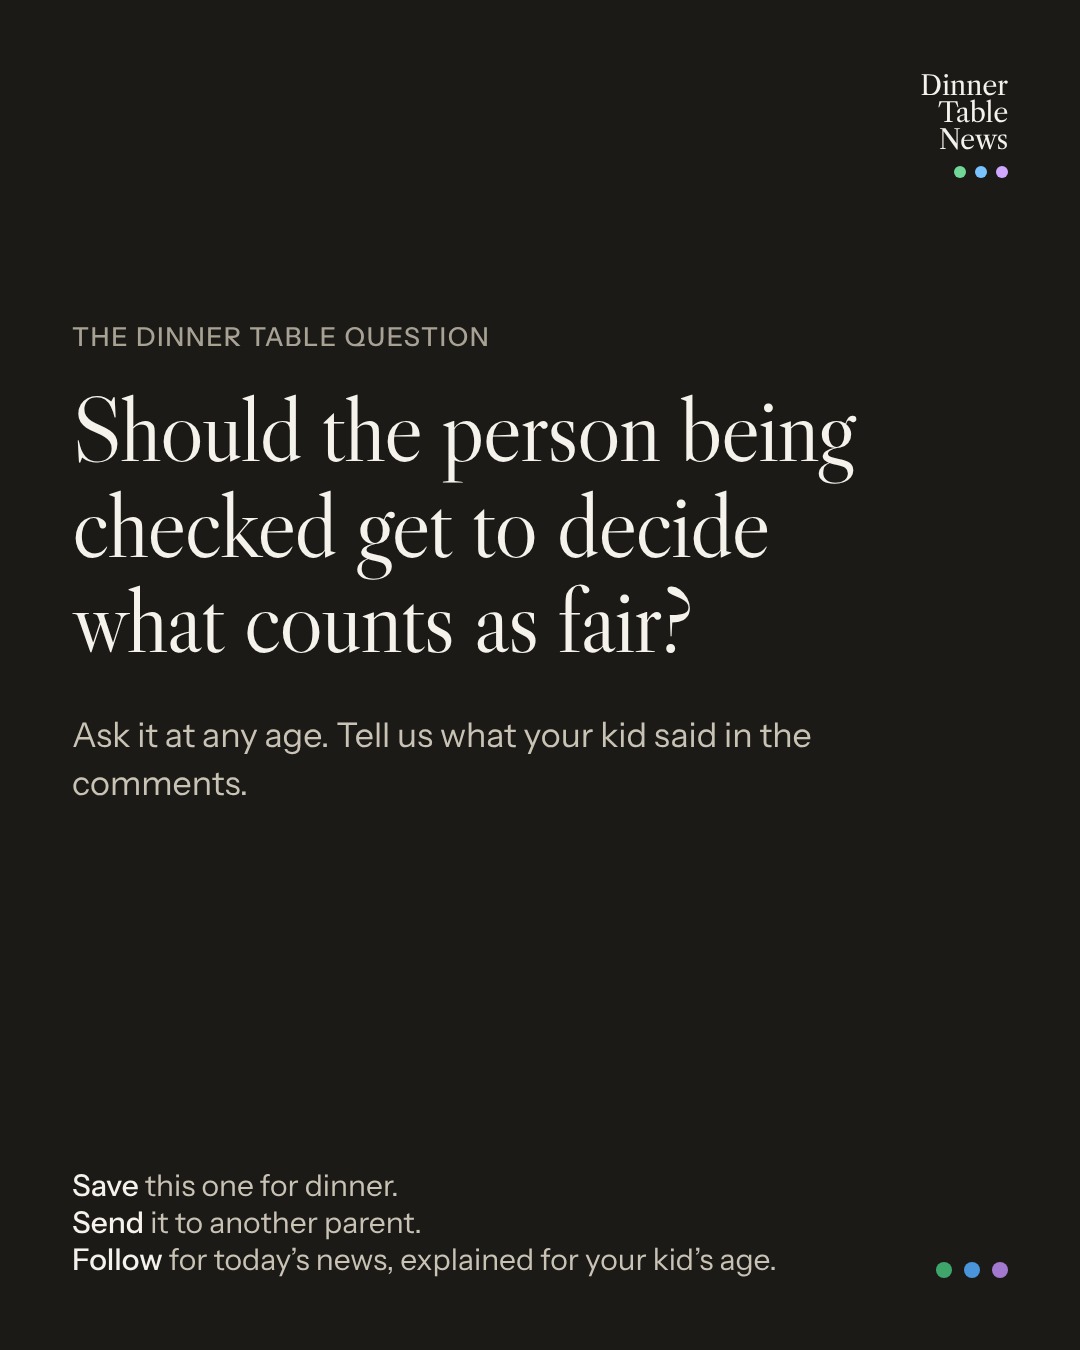 Dinner
Table
News
THE DINNER TABLE QUESTION
Should the person being
checked get to decide
what counts as fair?
Ask it at any age. Tell us what your kid said in the
comments.
Save this one for dinner.
Send it to another parent.
Follow for today’s news, explained for your kid’s age.